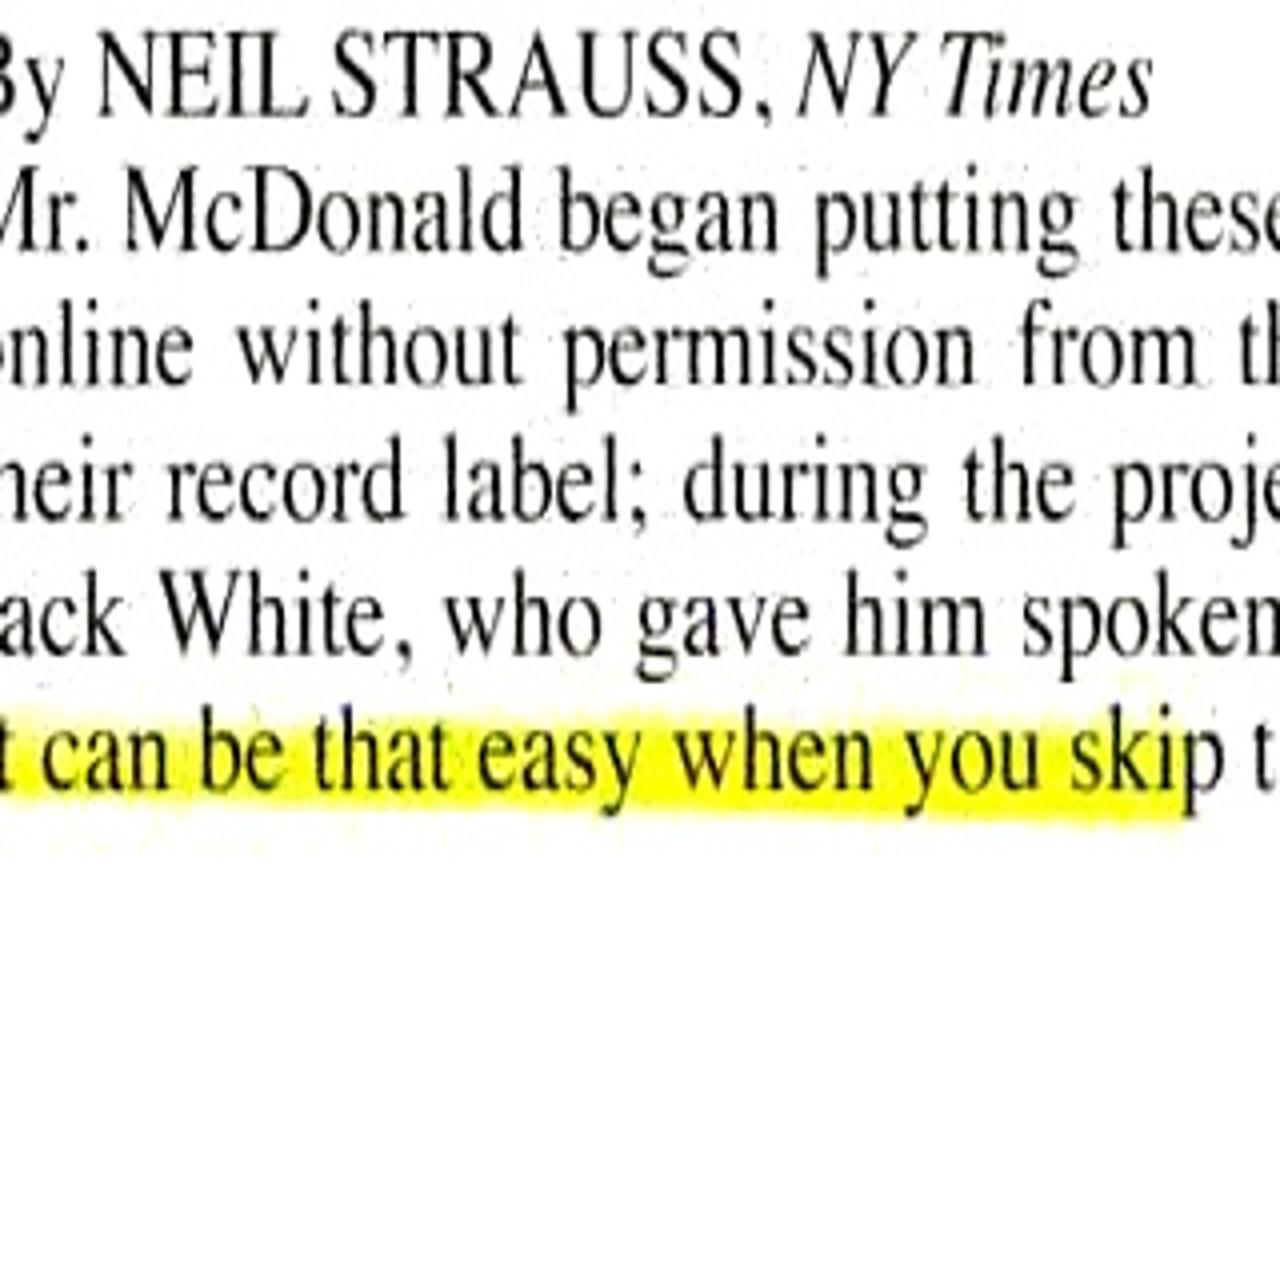 By NEIL STRAUSS, NY Times
Mr. McDonald began putting these
online without permission from th
heir record label; during the proje
ack White, who gave him spoken
t can be that easy when you skip t